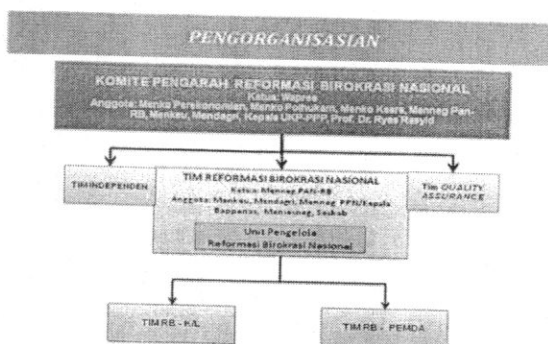 PENGORGANISASIAN
KOMITE PENGARAH REFORMASI BIROKRASI NASIONAL
Ketua: Wapres
Anggota: Menko Perekonomian, Menko Polhukam, Menko Kesra, Menneg Pan-
RB, Menkeu, Mendagri, Kepala UKP-PPP, Prof. Dr. Ryas Rasyid
TIM INDEPENDEN
TIM REFORMASI BIROKRASI NASIONAL
Ketua: Menneg PAN-RB
Anggota: Menkeu, Mendagri, Menneg PPN/Kepala
Bappenas, Mensesneg, Seskab
Unit Pengelola
Reformasi Birokrasi Nasional
Tim QUALITY
ASSURANCE
TIM RB - K/L
TIM RB - PEMDA